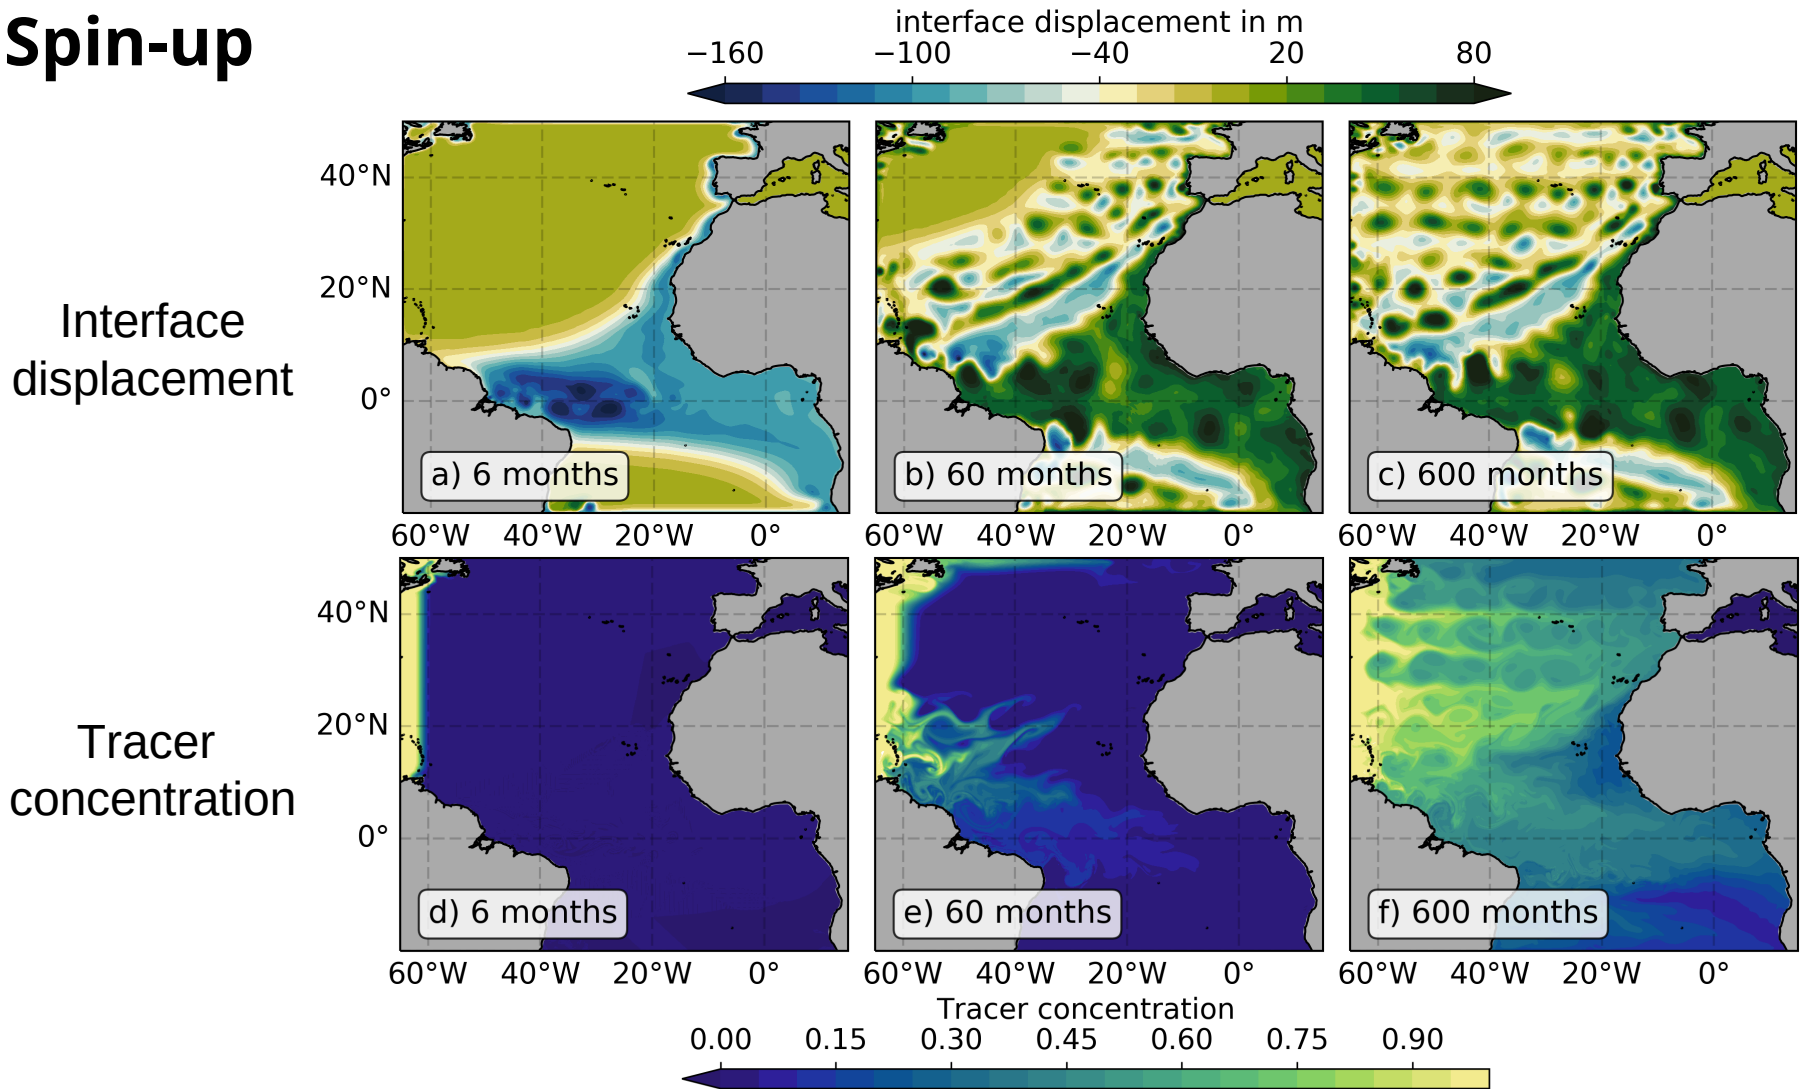 Spin-up
interface displacement in m
−160 −100 −40 20 80
40°N
20°N
0°
Interface
displacement
a) 6 months
b) 60 months
c) 600 months
60°W 40°W 20°W 0° 60°W 40°W 20°W 0° 60°W 40°W 20°W 0°
40°N
20°N
0°
Tracer
concentration
d) 6 months
e) 60 months
f) 600 months
60°W 40°W 20°W 0° 60°W 40°W 20°W 0° 60°W 40°W 20°W 0°
Tracer concentration
0.00 0.15 0.30 0.45 0.60 0.75 0.90